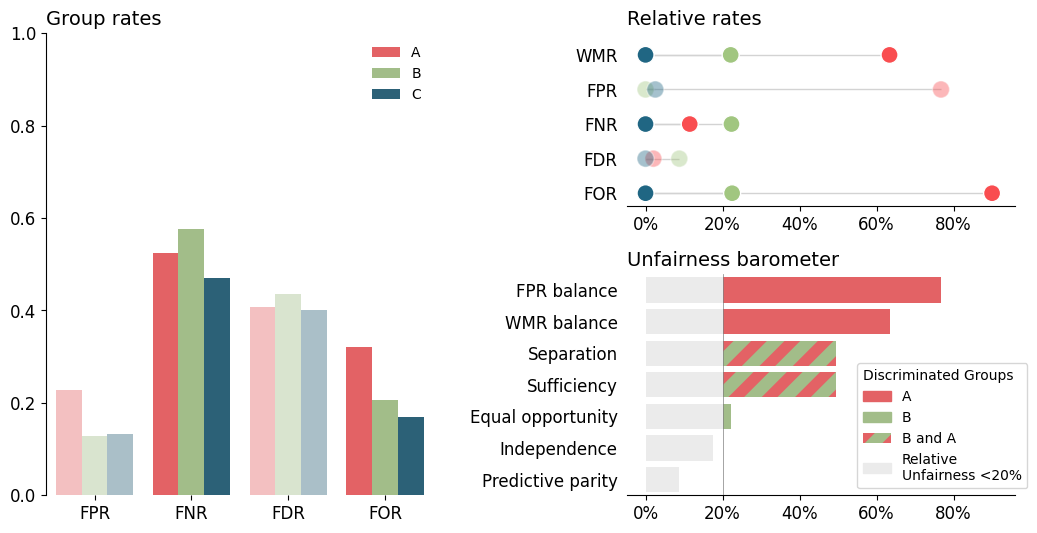 Group rates
1.0
0.8
0.6
0.4
0.2
0.0
FPR
FNR
FDR
FOR
A
B
C
Relative rates
WMR
FPR
FNR
FDR
FOR
0%
20%
40%
60%
80%
Unfairness barometer
FPR balance
WMR balance
Separation
Sufficiency
Equal opportunity
Independence
Predictive parity
0%
20%
40%
60%
80%
Discriminated Groups
A
B
B and A
Relative
Unfairness <20%